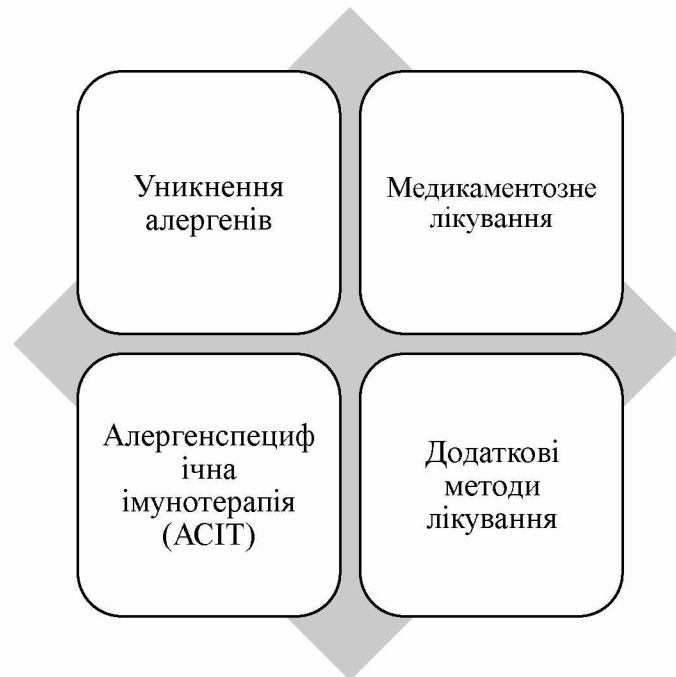 Уникнення
алергенів
Медикаментозне
лікування
Алергенспециф
ічна
імунотерапія
(АСІТ)
Додаткові
методи
лікування